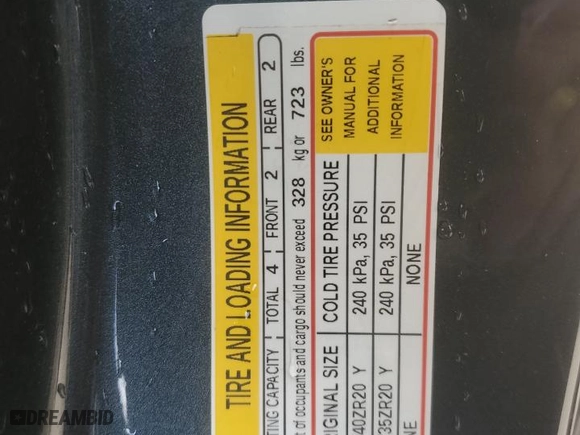 TIRE AND LOADING INFORMATION
TING CAPACITY TOTAL 4 FRONT 2 REAR 2
t of occupants and cargo should never exceed 328 kg or 723 lbs.
RIGINAL SIZE COLD TIRE PRESSURE
40ZR20 Y 240 kPa, 35 PSI
35ZR20 Y 240 kPa, 35 PSI
NE NONE
SEE OWNER'S
MANUAL FOR
ADDITIONAL
INFORMATION
DREAMBID